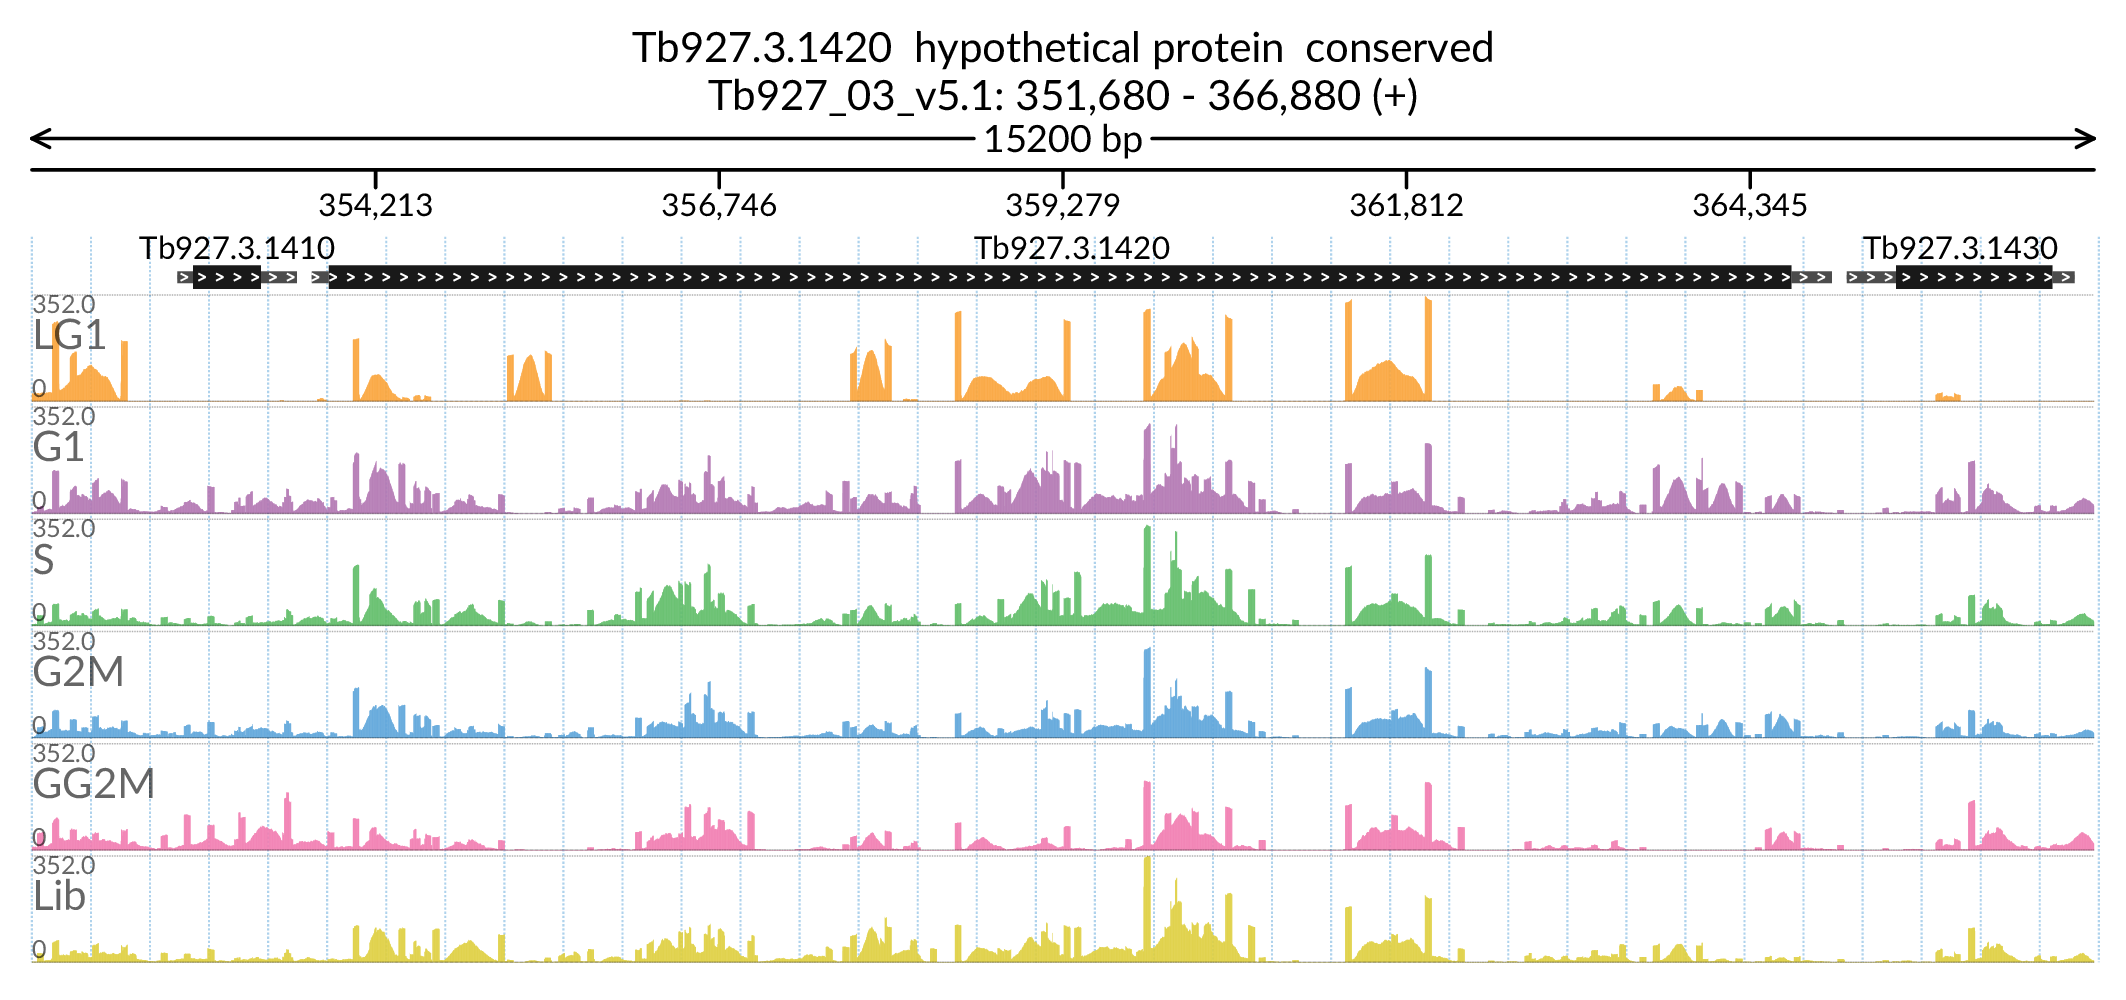 Tb927.3.1420 hypothetical protein conserved
Tb927_03_v5.1: 351,680 - 366,880 (+)
15200 bp
354,213 356,746 359,279 361,812 364,345
Tb927.3.1410 Tb927.3.1420 Tb927.3.1430
352.0
LG1
0
352.0
G1
0
352.0
S
0
352.0
G2M
0
352.0
GG2M
0
352.0
Lib
0